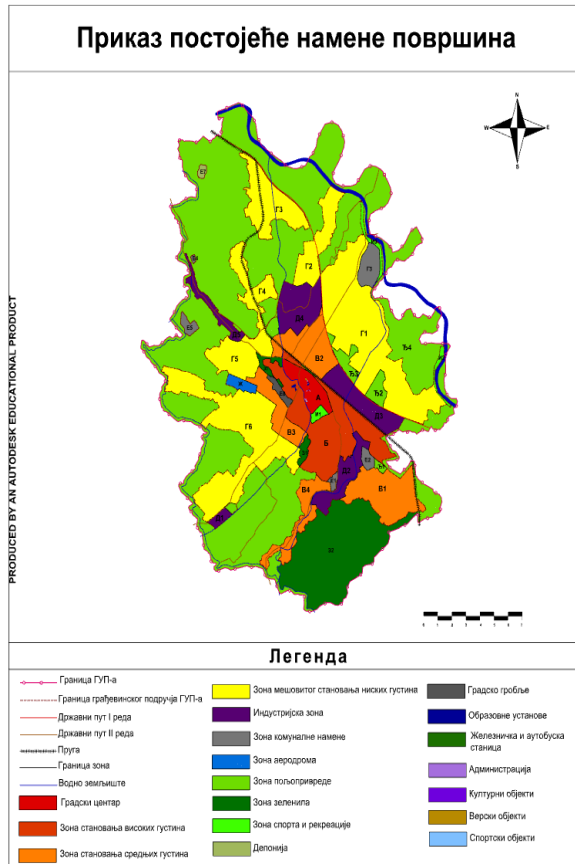 Приказ постојеће намене површина
N
W
E
S
PRODUCED BY AN AUTODESK EDUCATIONAL PRODUCT
Г3
Г2
Г4
Г1
Ђ4
Г5
В2
Ђ3
Ђ2
А
Г6
В3
Б
Е2
В4
В1
Легенда
Граница ГУП-а
Граница грађевинског подручја ГУП-а
Државни пут I реда
Државни пут II реда
Пруга
Граница зона
Водно земљиште
Градски центар
Зона становања високих густина
Зона становања средњих густина
Зона мешовитог становања ниских густина
Индустријска зона
Зона комуналне намене
Зона аеродрома
Зона пољопривреде
Зона зеленила
Зона спорта и рекреације
Депонија
Градско гробље
Образовне установе
Железничка и аутобуска
станица
Администрација
Културни објекти
Верски објекти
Спортски објекти